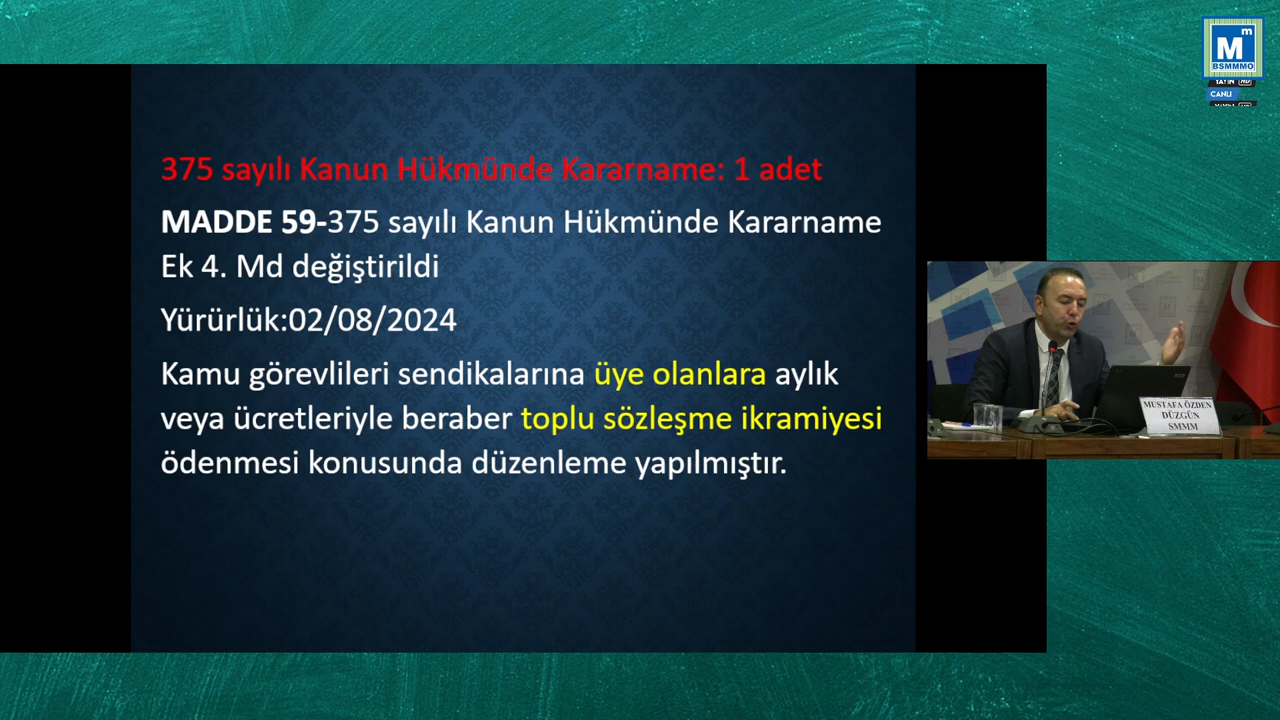 M m
BSMMMO
YAYIN HD
CANLI
375 sayılı Kanun Hükmünde Kararname: 1 adet
MADDE 59-375 sayılı Kanun Hükmünde Kararname
Ek 4. Md değiştirildi
Yürürlük:02/08/2024
Kamu görevlileri sendikalarına üye olanlara aylık
veya ücretleriyle beraber toplu sözleşme ikramiyesi
ödenmesi konusunda düzenleme yapılmıştır.
MUSTAFA ÖZDEN
DÜZGÜN
SMMM